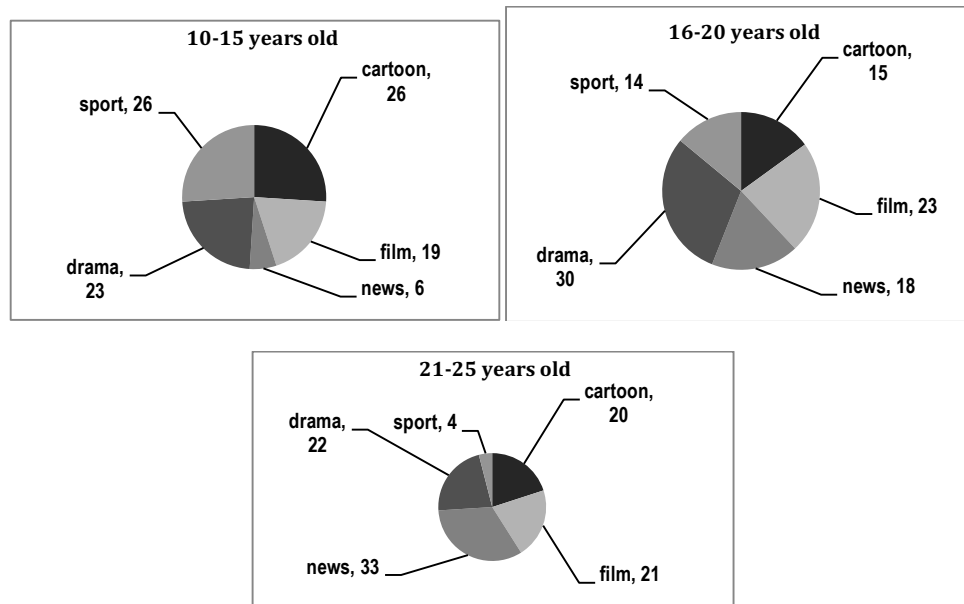 10-15 years old
cartoon,
26
sport, 26
film, 19
drama,
23
news, 6
16-20 years old
cartoon,
15
sport, 14
film, 23
drama,
30
news, 18
21-25 years old
cartoon,
20
drama,
22
sport, 4
news, 33
film, 21